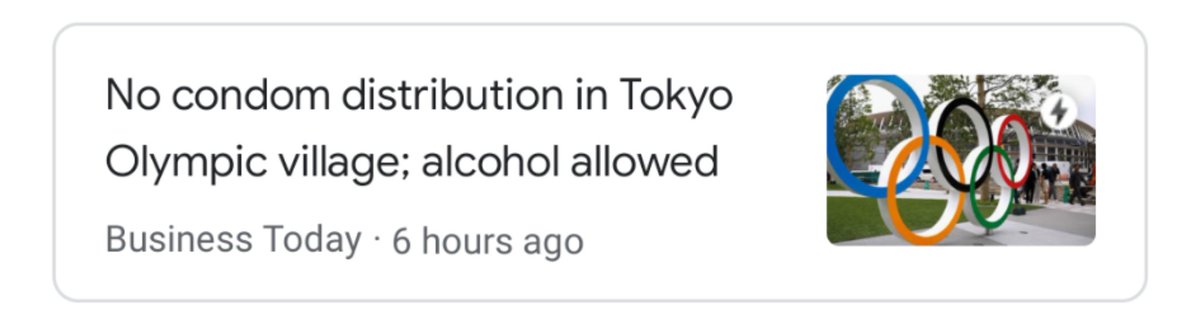 No condom distribution in Tokyo
Olympic village; alcohol allowed
Business Today · 6 hours ago